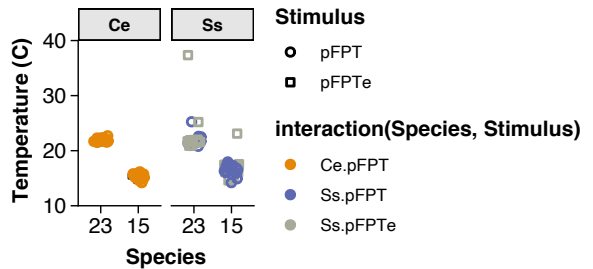 Ce Ss
Temperature (C)
40
30
20
10
23 15 23 15
Species
Stimulus
pFPT
pFPTe
interaction(Species, Stimulus)
Ce.pFPT
Ss.pFPT
Ss.pFPTe